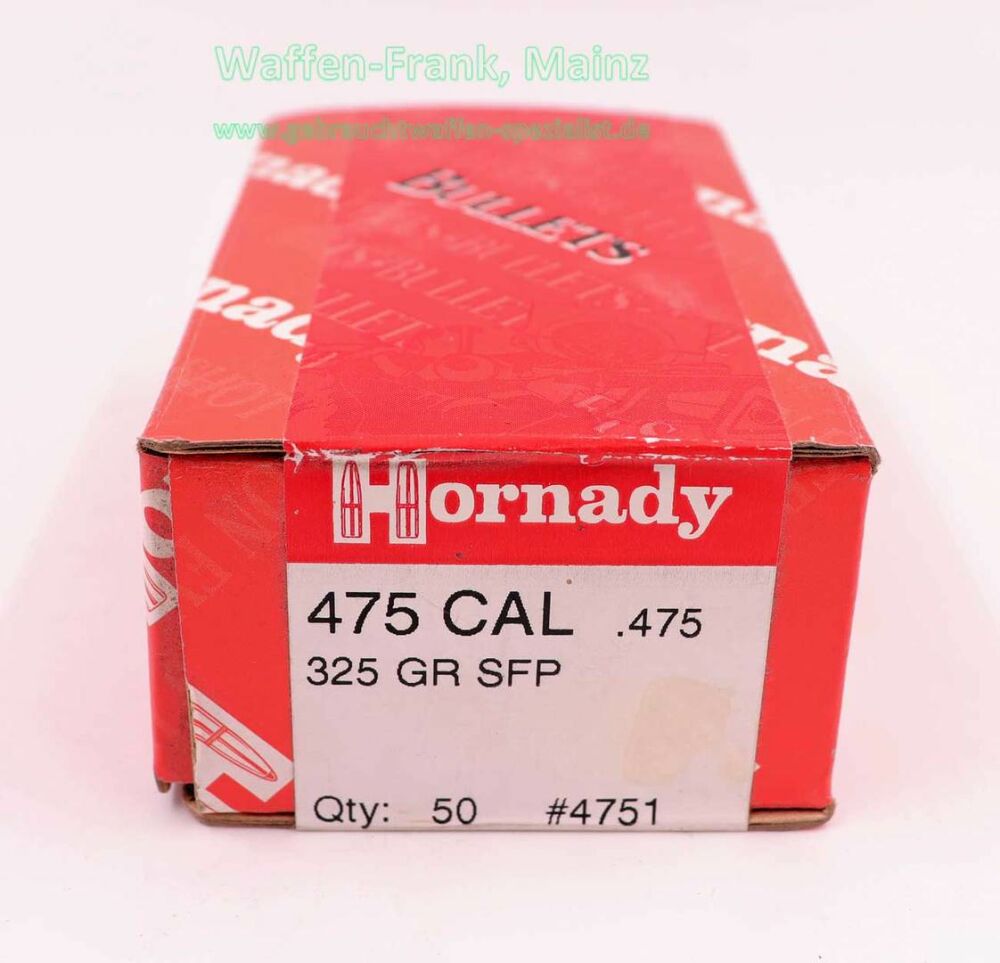 Waffen-Frank, Mainz
www.gebrauchtwaffen-spezialist.de
BULLETS
Hornady
475 CAL .475
325 GR SFP
Qty: 50 #4751